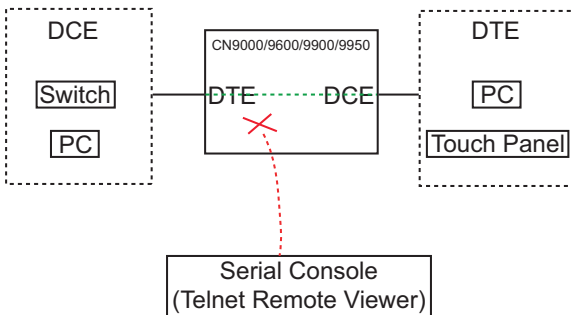 DCE
Switch
PC
CN9000/9600/9900/9950
DTE DCE
DTE
PC
Touch Panel
Serial Console
(Telnet Remote Viewer)